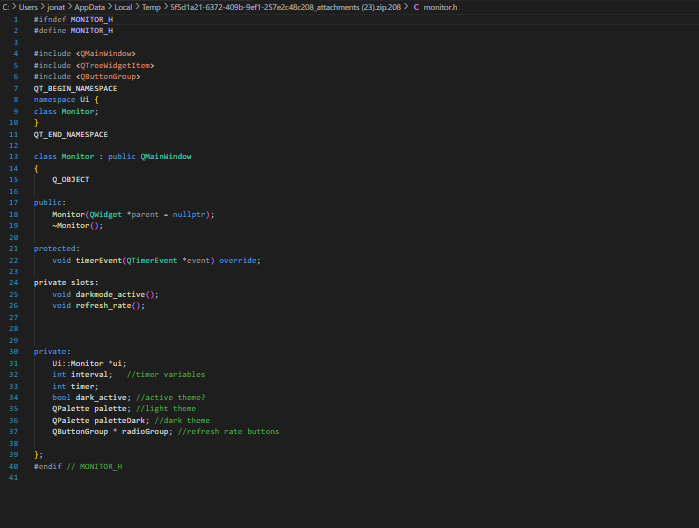 C: > Users > jonat > AppData > Local > Temp > 5f5d1a21-6372-409b-9ef1-257e2c48c208_attachments (23).zip.208 > C monitor.h
1 #ifndef MONITOR_H
2 #define MONITOR_H
3
4 #include <QMainWindow>
5 #include <QTreeWidgetItem>
6 #include <QButtonGroup>
7 QT_BEGIN_NAMESPACE
8 namespace Ui {
9 class Monitor;
10 }
11 QT_END_NAMESPACE
12
13 class Monitor : public QMainWindow
14 {
15 Q_OBJECT
16
17 public:
18 Monitor(QWidget *parent = nullptr);
19 ~Monitor();
20
21 protected:
22 void timerEvent(QTimerEvent *event) override;
23
24 private slots:
25 void darkmode_active();
26 void refresh_rate();
27
28
29
30 private:
31 Ui::Monitor *ui;
32 int interval; //timer variables
33 int timer;
34 bool dark_active; //active theme?
35 QPalette palette; //light theme
36 QPalette paletteDark; //dark theme
37 QButtonGroup * radioGroup; //refresh rate buttons
38
39 };
40 #endif // MONITOR_H
41